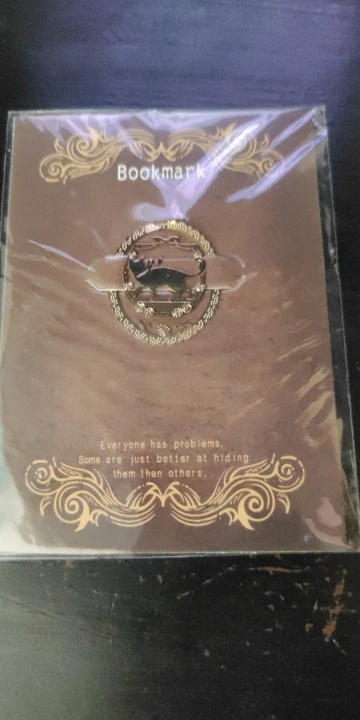 Bookmark
Everyone has problems.
Some are just better at hiding
them then others.